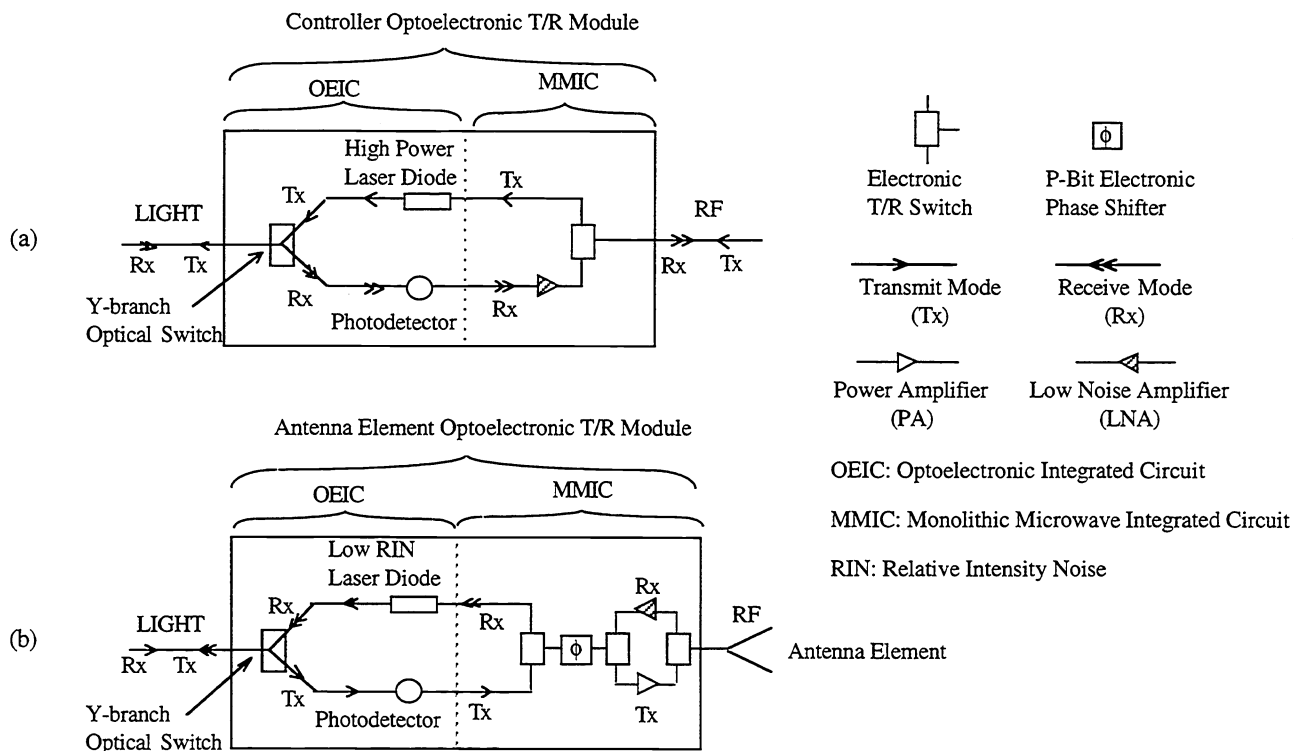 Controller Optoelectronic T/R Module
OEIC
MMIC
(a)
LIGHT
Rx
Tx
Y-branch
Optical Switch
Tx
Rx
High Power
Laser Diode
Photodetector
Tx
Rx
RF
Rx
Tx
Electronic
T/R Switch
ϕ
P-Bit Electronic
Phase Shifter
Transmit Mode
(Tx)
Receive Mode
(Rx)
Power Amplifier
(PA)
Low Noise Amplifier
(LNA)
OEIC: Optoelectronic Integrated Circuit
MMIC: Monolithic Microwave Integrated Circuit
RIN: Relative Intensity Noise
Antenna Element Optoelectronic T/R Module
OEIC
MMIC
(b)
LIGHT
Rx
Tx
Y-branch
Optical Switch
Rx
Tx
Low RIN
Laser Diode
Photodetector
Rx
Tx
ϕ
Rx
Tx
RF
Antenna Element